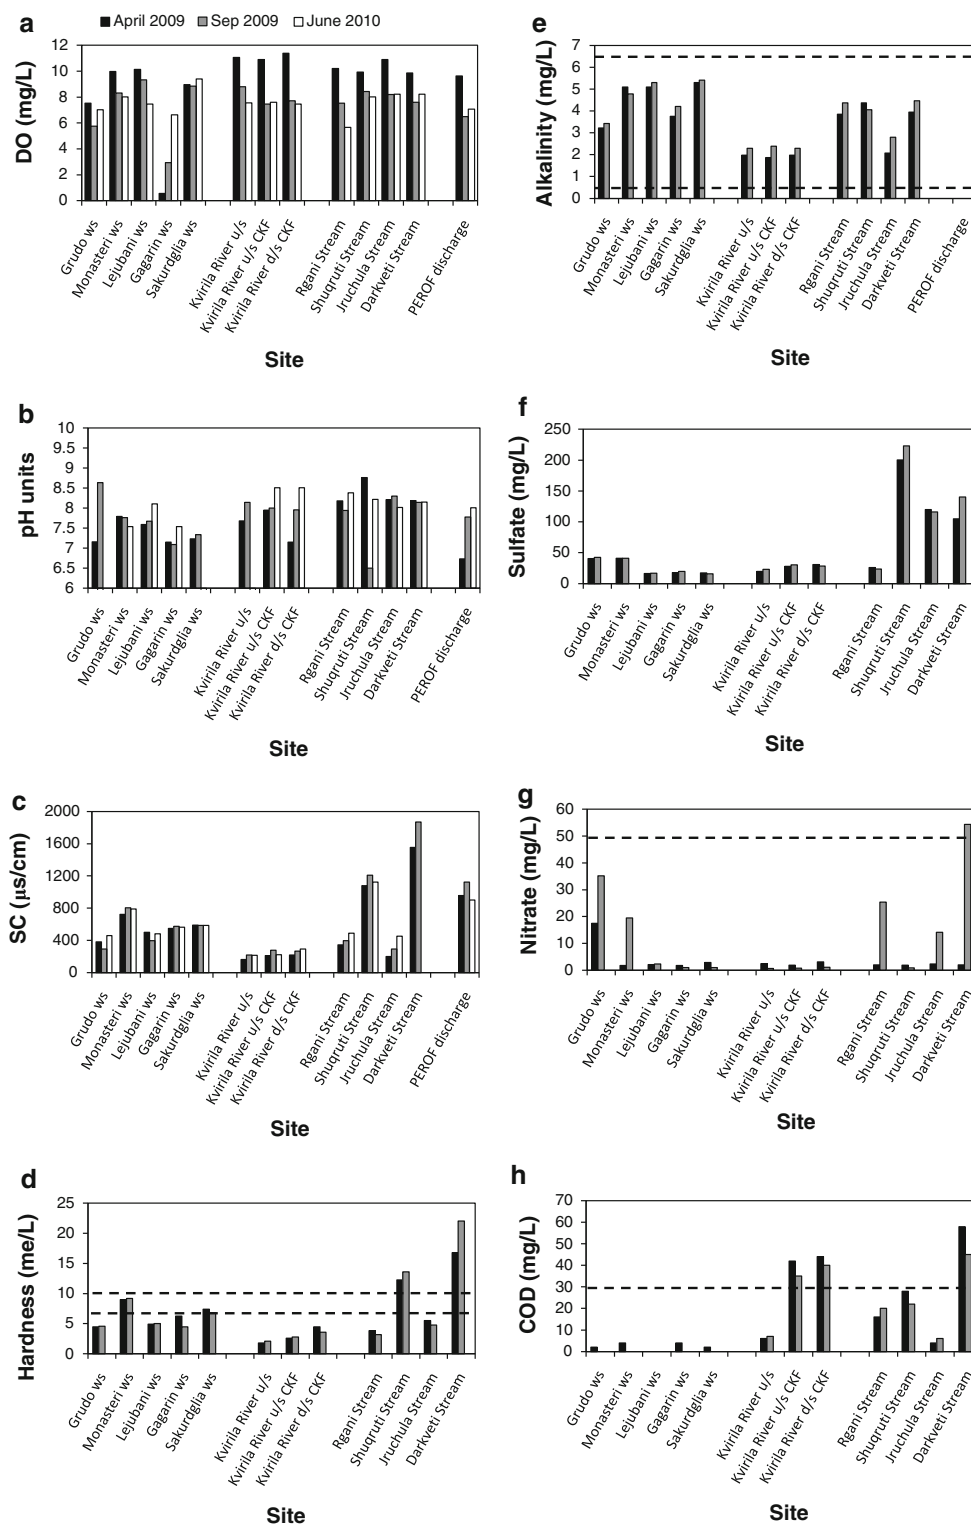 a
April 2009
Sep 2009
June 2010
DO (mg/L)
12
10
8
6
4
2
0
Grudo ws
Monasteri ws
Lejubani ws
Gagarin ws
Sakurdglia ws
Kvirila River u/s
Kvirila River u/s CKF
Kvirila River d/s CKF
Rgani Stream
Shuqruti Stream
Jruchula Stream
Darkveti Stream
PEROF discharge
Site
b
pH units
10
9.5
9
8.5
8
7.5
7
6.5
6
Grudo ws
Monasteri ws
Lejubani ws
Gagarin ws
Sakurdglia ws
Kvirila River u/s
Kvirila River u/s CKF
Kvirila River d/s CKF
Rgani Stream
Shuqruti Stream
Jruchula Stream
Darkveti Stream
PEROF discharge
Site
c
SC (μs/cm)
2000
1600
1200
800
400
0
Grudo ws
Monasteri ws
Lejubani ws
Gagarin ws
Sakurdglia ws
Kvirila River u/s
Kvirila River u/s CKF
Kvirila River d/s CKF
Rgani Stream
Shuqruti Stream
Jruchula Stream
Darkveti Stream
PEROF discharge
Site
d
Hardness (me/L)
25
20
15
10
5
0
Grudo ws
Monasteri ws
Lejubani ws
Gagarin ws
Sakurdglia ws
Kvirila River u/s
Kvirila River u/s CKF
Kvirila River d/s CKF
Rgani Stream
Shuqruti Stream
Jruchula Stream
Darkveti Stream
Site
e
Alkalinity (mg/L)
7
6
5
4
3
2
1
0
Grudo ws
Monasteri ws
Lejubani ws
Gagarin ws
Sakurdglia ws
Kvirila River u/s
Kvirila River u/s CKF
Kvirila River d/s CKF
Rgani Stream
Shuqruti Stream
Jruchula Stream
Darkveti Stream
PEROF discharge
Site
f
Sulfate (mg/L)
250
200
150
100
50
0
Grudo ws
Monasteri ws
Lejubani ws
Gagarin ws
Sakurdglia ws
Kvirila River u/s
Kvirila River u/s CKF
Kvirila River d/s CKF
Rgani Stream
Shuqruti Stream
Jruchula Stream
Darkveti Stream
Site
g
Nitrate (mg/L)
60
50
40
30
20
10
0
Grudo ws
Monasteri ws
Lejubani ws
Gagarin ws
Sakurdglia ws
Kvirila River u/s
Kvirila River u/s CKF
Kvirila River d/s CKF
Rgani Stream
Shuqruti Stream
Jruchula Stream
Darkveti Stream
Site
h
COD (mg/L)
70
60
50
40
30
20
10
0
Grudo ws
Monasteri ws
Lejubani ws
Gagarin ws
Sakurdglia ws
Kvirila River u/s
Kvirila River u/s CKF
Kvirila River d/s CKF
Rgani Stream
Shuqruti Stream
Jruchula Stream
Darkveti Stream
Site